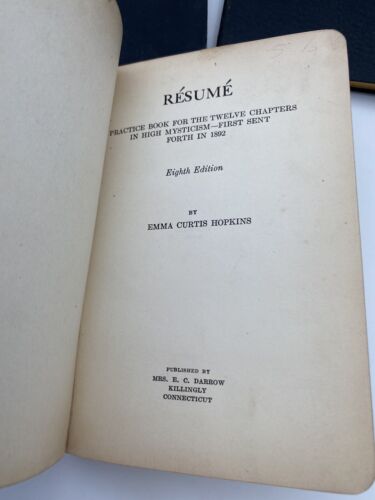 RÉSUMÉ
PRACTICE BOOK FOR THE TWELVE CHAPTERS
IN HIGH MYSTICISM—FIRST SENT
FORTH IN 1892
Eighth Edition
BY
EMMA CURTIS HOPKINS
PUBLISHED BY
MRS. E. C. DARROW
KILLINGLY
CONNECTICUT